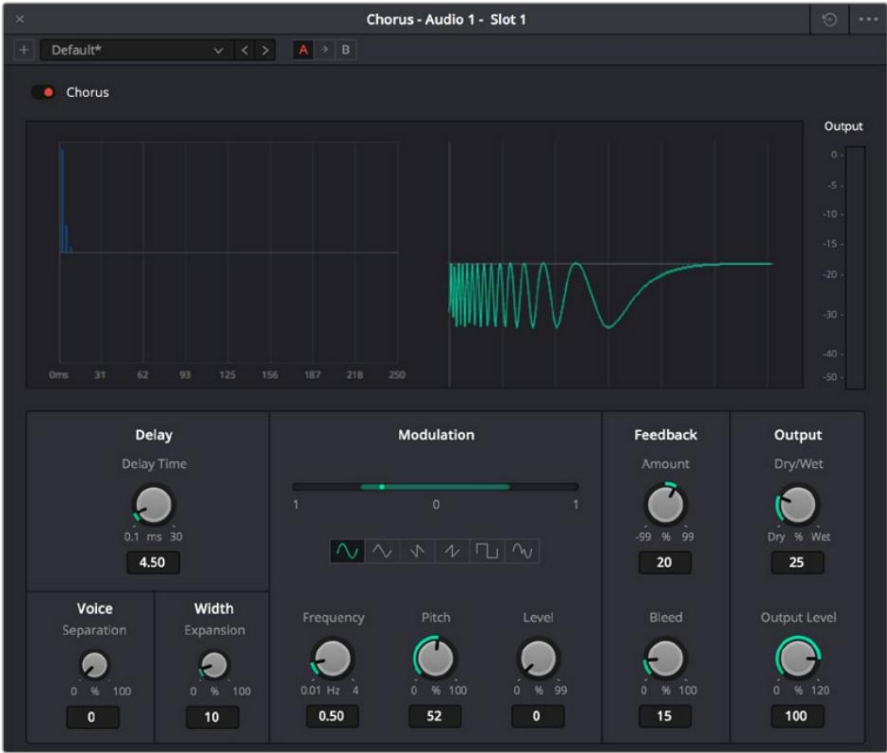 Chorus - Audio 1 - Slot 1
Default*
A
B
Chorus
Output
0
-5
-10
-15
-20
-30
-40
-50
0ms 31 62 93 125 156 187 218 250
Delay
Delay Time
0.1 ms 30
4.50
Voice
Separation
0 % 100
0
Width
Expansion
0 % 100
10
Modulation
1 0 1
Frequency
0.01 Hz 4
0.50
Pitch
0 % 100
52
Level
0 % 99
0
Feedback
Amount
-99 % 99
20
Bleed
0 % 100
15
Output
Dry/Wet
Dry % Wet
25
Output Level
0 % 120
100